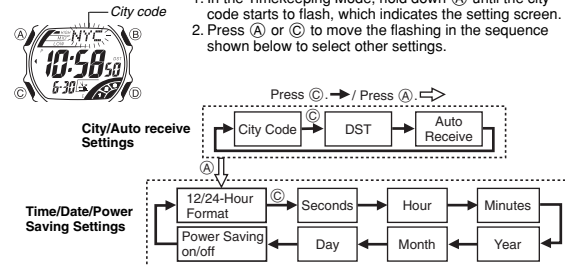 City code
1. In the Timekeeping Mode, hold down Ⓐ until the city
code starts to flash, which indicates the setting screen.
2. Press Ⓐ or Ⓒ to move the flashing in the sequence
shown below to select other settings.
Ⓐ
Ⓑ
NYC
DST
10:58 50
6-30
Ⓒ
Ⓓ
Press Ⓒ. → / Press Ⓐ. ⇨
City/Auto receive
Settings
City Code
Ⓒ
DST
Auto
Receive
Ⓐ
Time/Date/Power
Saving Settings
12/24-Hour
Format
Ⓒ
Seconds
Hour
Minutes
Power Saving
on/off
Day
Month
Year